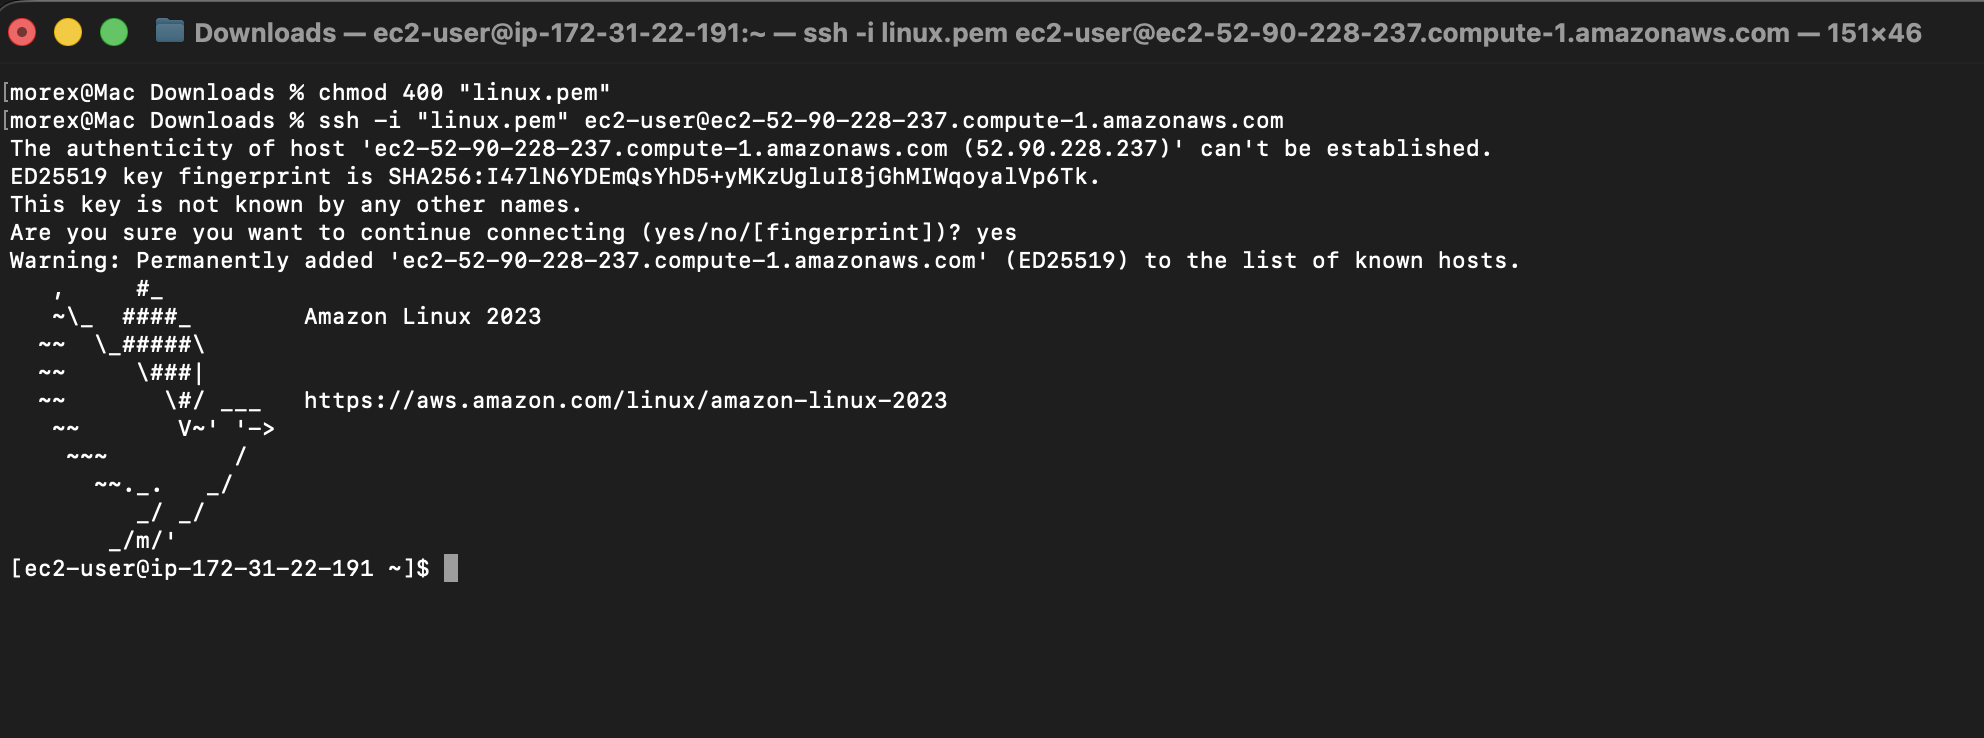 Downloads — ec2-user@ip-172-31-22-191:~ — ssh -i linux.pem ec2-user@ec2-52-90-228-237.compute-1.amazonaws.com — 151×46
[morex@Mac Downloads % chmod 400 "linux.pem"
[morex@Mac Downloads % ssh -i "linux.pem" ec2-user@ec2-52-90-228-237.compute-1.amazonaws.com
The authenticity of host 'ec2-52-90-228-237.compute-1.amazonaws.com (52.90.228.237)' can't be established.
ED25519 key fingerprint is SHA256:I47lN6YDEmQsYhD5+yMKzUgluI8jGhMIWqoyalVp6Tk.
This key is not known by any other names.
Are you sure you want to continue connecting (yes/no/[fingerprint])? yes
Warning: Permanently added 'ec2-52-90-228-237.compute-1.amazonaws.com' (ED25519) to the list of known hosts.
   ,     #_
   ~\_  ####_        Amazon Linux 2023
  ~~  \_#####\
  ~~     \###|
  ~~       \#/ ___   https://aws.amazon.com/linux/amazon-linux-2023
   ~~       V~' '->
    ~~~         /
      ~~._.   _/
         _/ _/
       _/m/'
[ec2-user@ip-172-31-22-191 ~]$